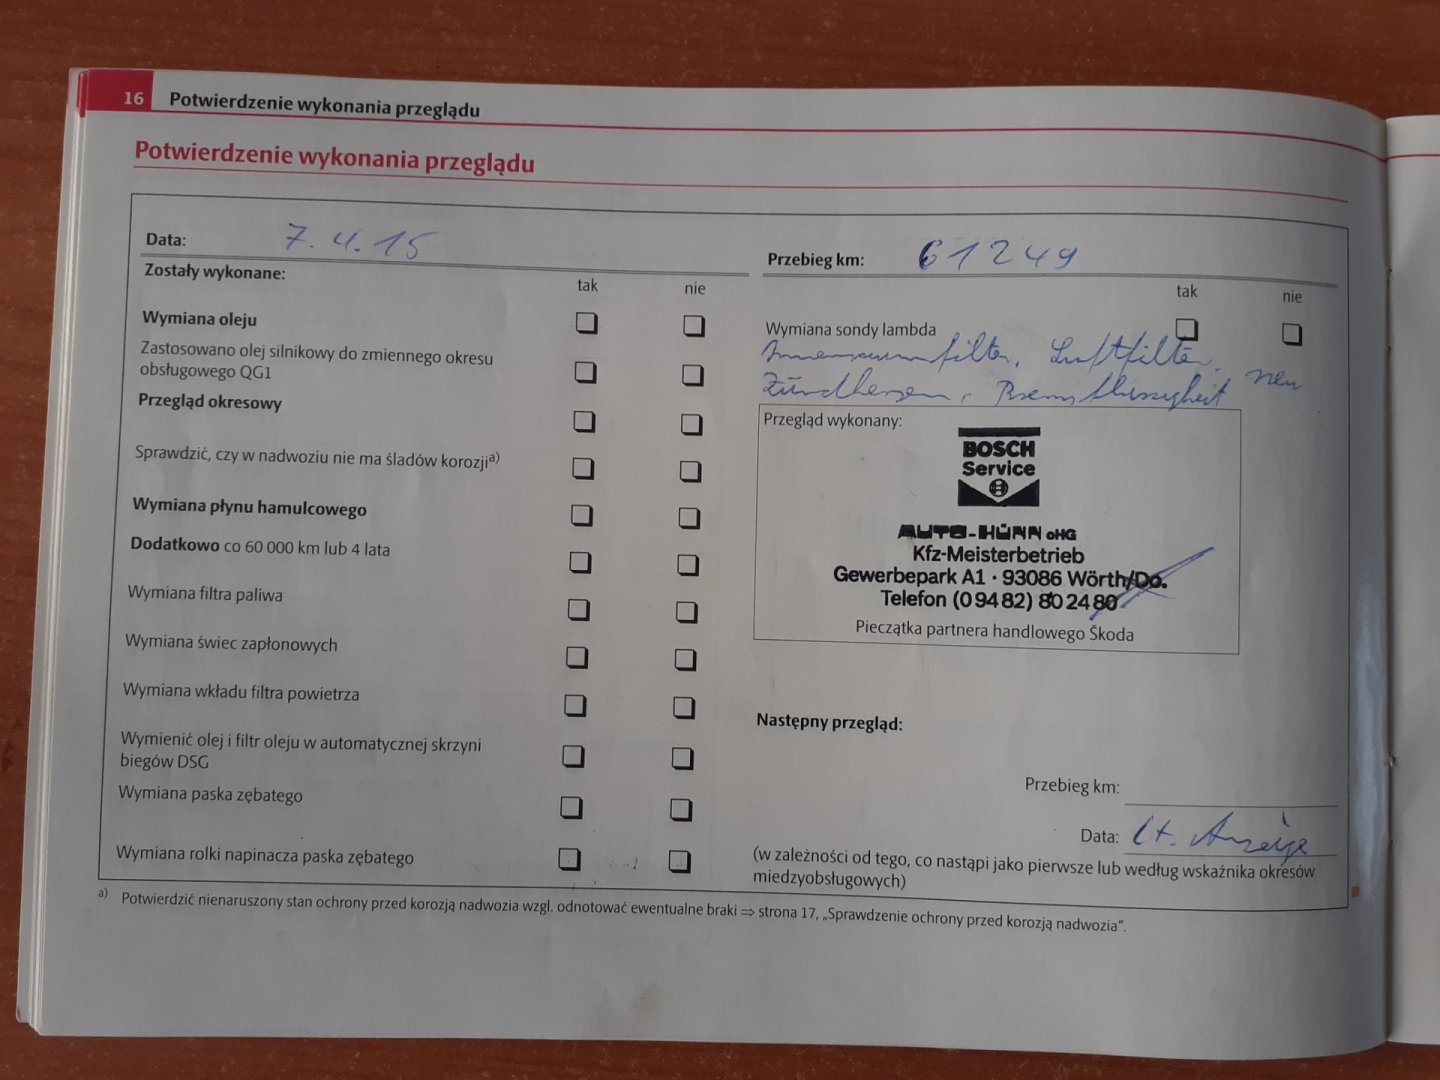 16 Potwierdzenie wykonania przeglądu
Potwierdzenie wykonania przeglądu
Data: 7.4.15
Zostały wykonane:
tak nie
Wymiana oleju
Zastosowano olej silnikowy do zmiennego okresu
obsługowego QG1
Przegląd okresowy
Sprawdzić, czy w nadwoziu nie ma śladów korozji a)
Wymiana płynu hamulcowego
Dodatkowo co 60 000 km lub 4 lata
Wymiana filtra paliwa
Wymiana świec zapłonowych
Wymiana wkładu filtra powietrza
Wymienić olej i filtr oleju w automatycznej skrzyni
biegów DSG
Wymiana paska zębatego
Wymiana rolki napinacza paska zębatego
Przebieg km: 61249
tak nie
Wymiana sondy lambda
Innenraumfilter, Luftfilter,
Zündkerzen, Bremsflüssigkeit neu
Przegląd wykonany:
BOSCH
Service
AUTO-HÜNN oHG
Kfz-Meisterbetrieb
Gewerbepark A1 · 93086 Wörth/Do.
Telefon (0 94 82) 80 24 80
Pieczątka partnera handlowego Škoda
Następny przegląd:
Przebieg km:
Data: lt. Anzeige
(w zależności od tego, co nastąpi jako pierwsze lub według wskaźnika okresów
miedzyobsługowych)
a) Potwierdzić nienaruszony stan ochrony przed korozją nadwozia wzgl. odnotować ewentualne braki ⇒ strona 17, „Sprawdzenie ochrony przed korozją nadwozia“.